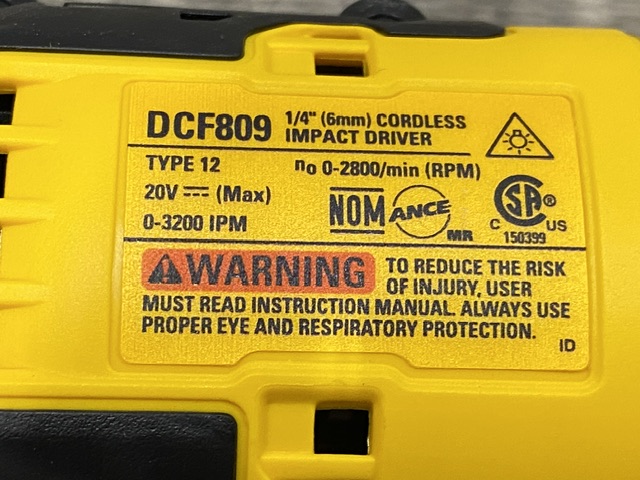 DCF809 1/4" (6mm) CORDLESS IMPACT DRIVER
TYPE 12 n₀ 0-2800/min (RPM)
20V ⎓ (Max)
0-3200 IPM
NOM ANCE MR
CSA ®
C US
150399
WARNING TO REDUCE THE RISK
OF INJURY, USER
MUST READ INSTRUCTION MANUAL. ALWAYS USE
PROPER EYE AND RESPIRATORY PROTECTION.
ID